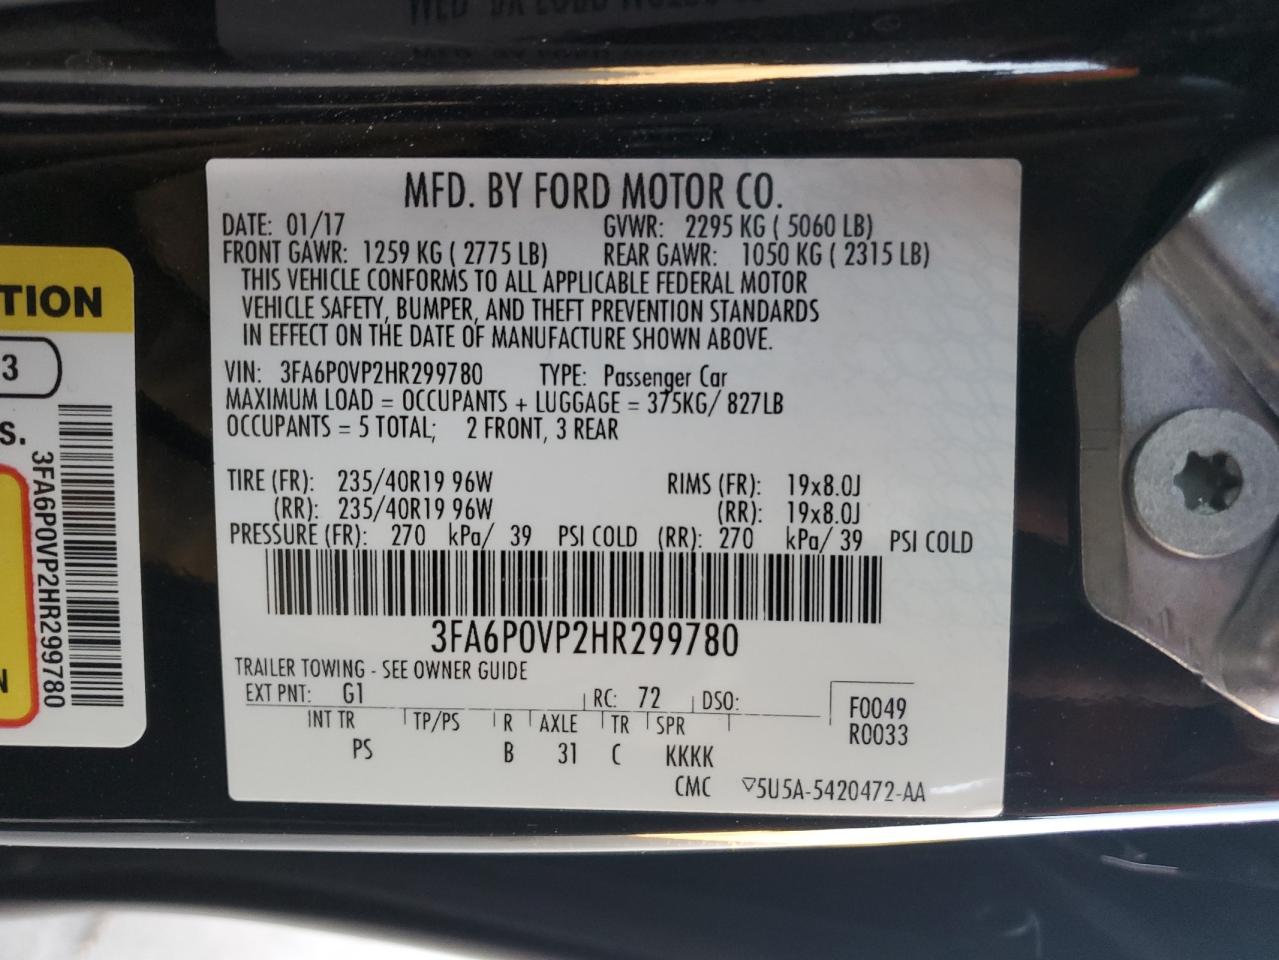 MFD. BY FORD MOTOR CO.
DATE: 01/17 GVWR: 2295 KG ( 5060 LB)
FRONT GAWR: 1259 KG ( 2775 LB) REAR GAWR: 1050 KG ( 2315 LB)
THIS VEHICLE CONFORMS TO ALL APPLICABLE FEDERAL MOTOR
VEHICLE SAFETY, BUMPER, AND THEFT PREVENTION STANDARDS
IN EFFECT ON THE DATE OF MANUFACTURE SHOWN ABOVE.
VIN: 3FA6P0VP2HR299780 TYPE: Passenger Car
MAXIMUM LOAD = OCCUPANTS + LUGGAGE = 375KG/ 827LB
OCCUPANTS = 5 TOTAL; 2 FRONT, 3 REAR
TIRE (FR): 235/40R19 96W RIMS (FR): 19x8.0J
(RR): 235/40R19 96W (RR): 19x8.0J
PRESSURE (FR): 270 kPa/ 39 PSI COLD (RR): 270 kPa/ 39 PSI COLD
3FA6P0VP2HR299780
TRAILER TOWING - SEE OWNER GUIDE
EXT PNT: G1 RC: 72 DSO:
INT TR TP/PS R AXLE TR SPR
PS B 31 C KKKK
F0049
R0033
CMC ▽5U5A-5420472-AA
TION
3
S.
3FA6P0VP2HR299780
N